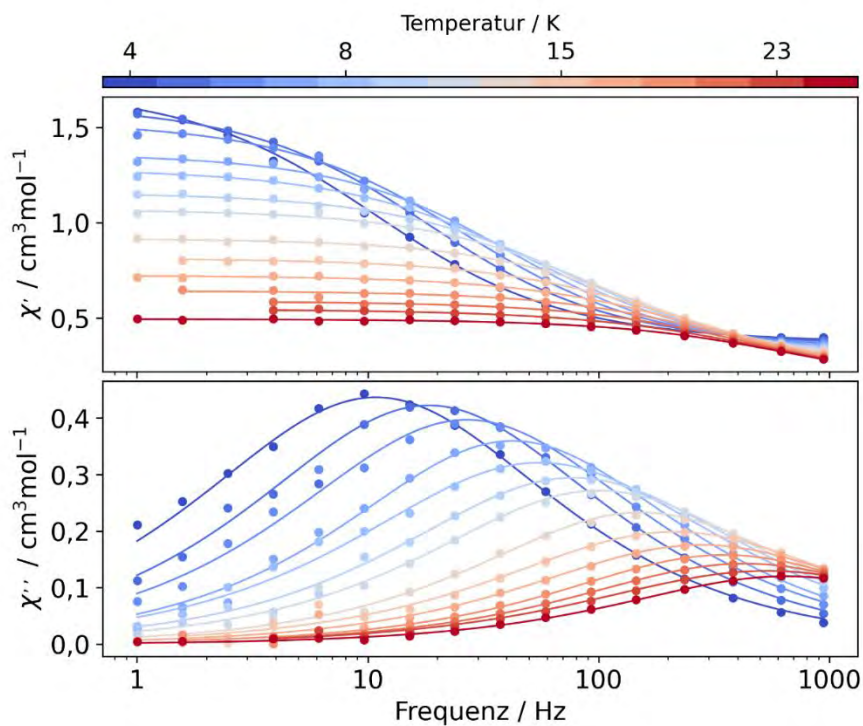 Temperatur / K
4 8 15 23
1,5
1,0
0,5
χ′ / cm³mol⁻¹
0,4
0,3
0,2
0,1
0,0
χ′′ / cm³mol⁻¹
1 10 100 1000
Frequenz / Hz